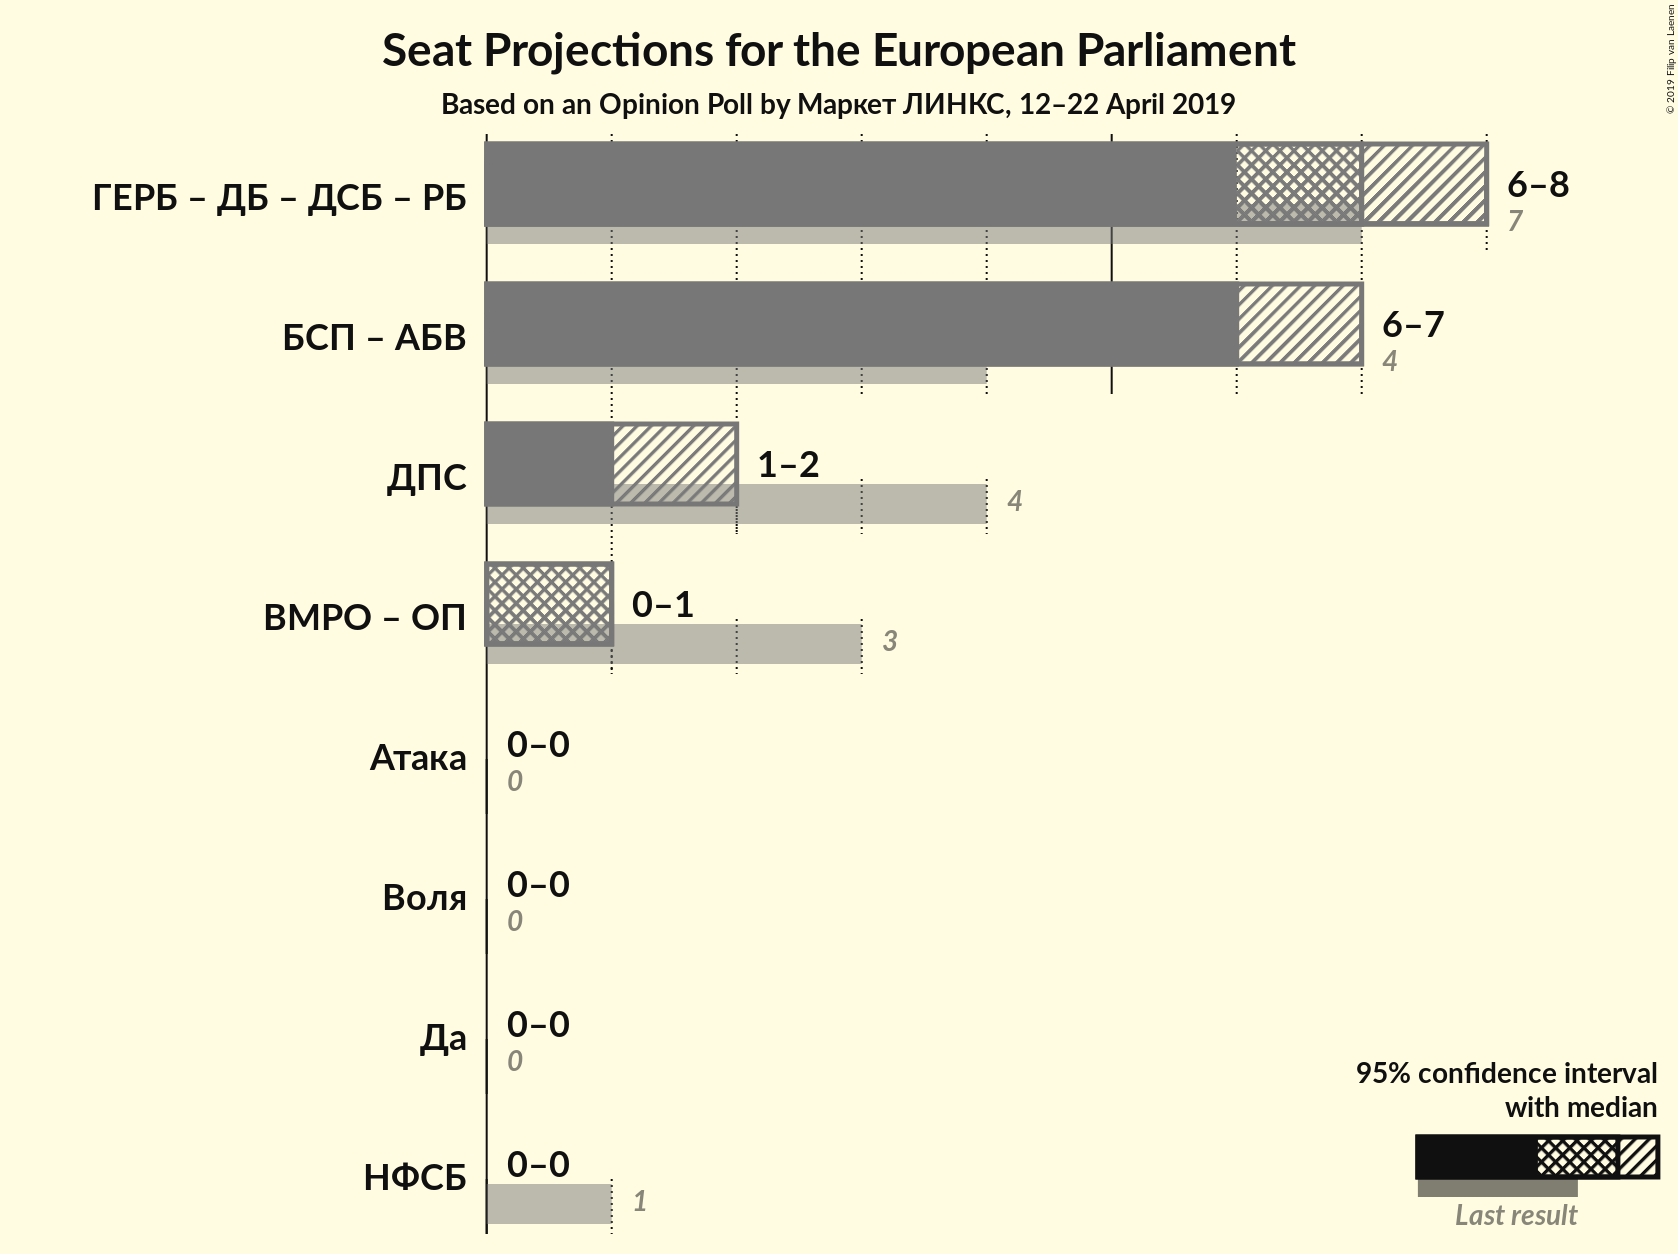 Seat Projections for the European Parliament
Based on an Opinion Poll by Маркет ЛИНКС, 12–22 April 2019
© 2019 Filip van Laenen
ГЕРБ – ДБ – ДСБ – РБ
6–8
7
БСП – АБВ
6–7
4
ДПС
1–2
4
ВМРО – ОП
0–1
3
Атака
0–0
0
Воля
0–0
0
Да
0–0
0
НФСБ
0–0
1
95% confidence interval
with median
Last result